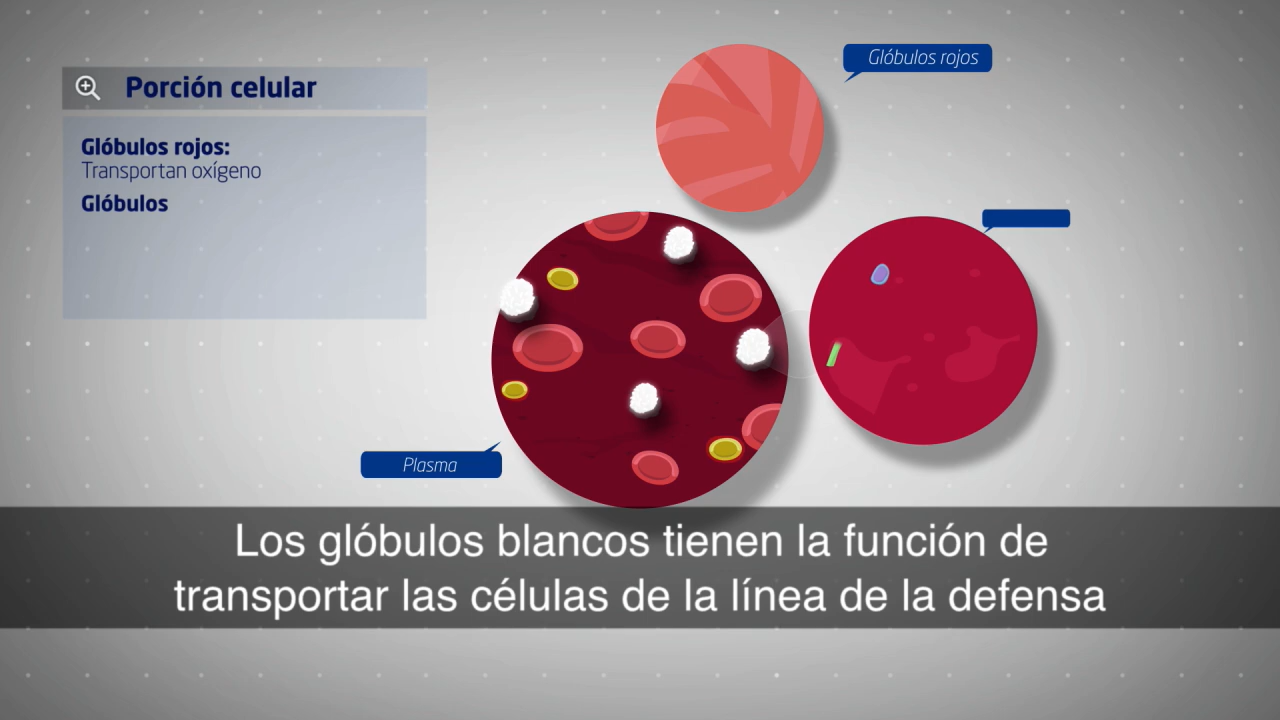 Porción celular
Glóbulos rojos:
Transportan oxígeno
Glóbulos
Glóbulos rojos
Plasma
Los glóbulos blancos tienen la función de
transportar las células de la línea de la defensa